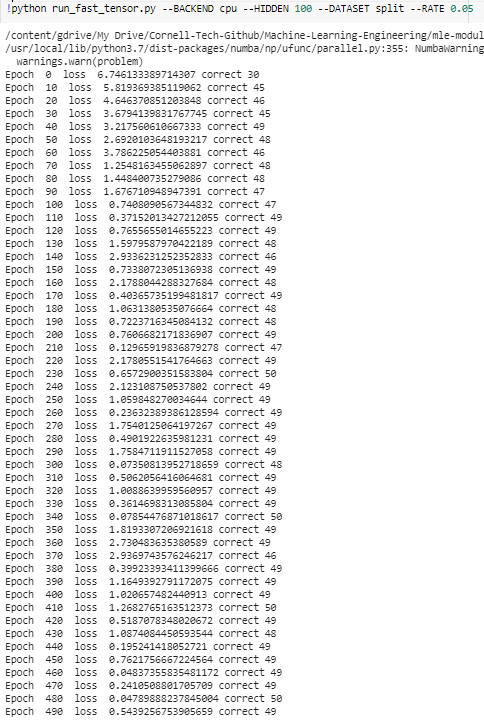 !python run_fast_tensor.py --BACKEND cpu --HIDDEN 100 --DATASET split --RATE 0.05
/content/gdrive/My Drive/Cornell-Tech-Github/Machine-Learning-Engineering/mle-modul
/usr/local/lib/python3.7/dist-packages/numba/np/ufunc/parallel.py:355: NumbaWarning
warnings.warn(problem)
Epoch 0 loss 6.746133389714307 correct 30
Epoch 10 loss 5.819369385119062 correct 45
Epoch 20 loss 4.646370851203848 correct 46
Epoch 30 loss 3.6794139831767745 correct 45
Epoch 40 loss 3.217560610667333 correct 49
Epoch 50 loss 2.6920103648193217 correct 48
Epoch 60 loss 3.786225054403881 correct 46
Epoch 70 loss 1.2548163455062897 correct 48
Epoch 80 loss 1.448400735279086 correct 48
Epoch 90 loss 1.676710948947391 correct 47
Epoch 100 loss 0.7408090567344832 correct 47
Epoch 110 loss 0.37152013427212055 correct 49
Epoch 120 loss 0.7655655014655223 correct 49
Epoch 130 loss 1.5979587970422189 correct 48
Epoch 140 loss 2.9336231252352833 correct 46
Epoch 150 loss 0.7338072305136938 correct 49
Epoch 160 loss 2.1788044288327684 correct 48
Epoch 170 loss 0.40365735199481817 correct 49
Epoch 180 loss 1.0631380535076664 correct 48
Epoch 190 loss 0.7223716345084132 correct 48
Epoch 200 loss 0.7606682171836907 correct 49
Epoch 210 loss 0.12965919836879278 correct 47
Epoch 220 loss 2.1780551541764663 correct 49
Epoch 230 loss 0.6572900351583804 correct 50
Epoch 240 loss 2.123108750537802 correct 49
Epoch 250 loss 1.059848270034644 correct 49
Epoch 260 loss 0.23632389386128594 correct 49
Epoch 270 loss 1.7540125064197267 correct 49
Epoch 280 loss 0.4901922635981231 correct 49
Epoch 290 loss 1.7584711911527058 correct 49
Epoch 300 loss 0.07350813952718659 correct 48
Epoch 310 loss 0.5062056416064681 correct 49
Epoch 320 loss 1.0088639959560957 correct 49
Epoch 330 loss 0.3614698313085804 correct 49
Epoch 340 loss 0.07854476871018617 correct 50
Epoch 350 loss 1.8193307206921618 correct 49
Epoch 360 loss 2.730483635380589 correct 49
Epoch 370 loss 2.9369743576246217 correct 46
Epoch 380 loss 0.39923393411399666 correct 49
Epoch 390 loss 1.1649392791172075 correct 49
Epoch 400 loss 1.020657482440913 correct 49
Epoch 410 loss 1.2682765163512373 correct 50
Epoch 420 loss 0.5187078348020672 correct 49
Epoch 430 loss 1.0874084450593544 correct 48
Epoch 440 loss 0.195241418052721 correct 49
Epoch 450 loss 0.7621756667224564 correct 49
Epoch 460 loss 0.04837355835481172 correct 49
Epoch 470 loss 0.2410508801705709 correct 49
Epoch 480 loss 0.04789888237845004 correct 50
Epoch 490 loss 0.5439256753905659 correct 49